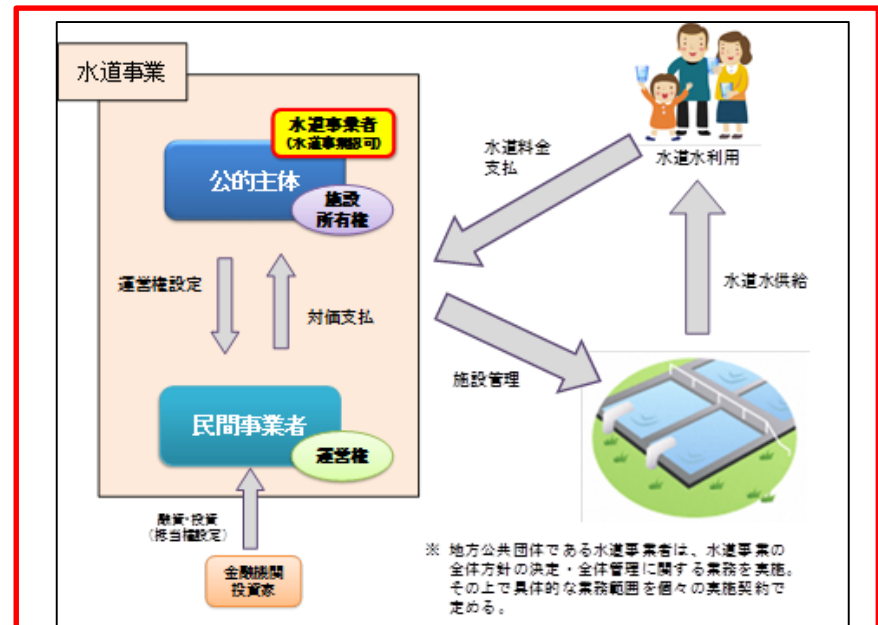 水道事業
水道事業者
(水道事業認可)
公的主体
施設
所有権
運営権設定
対価支払
民間事業者
運営権
融資・投資
(抵当権設定)
金融機関
投資家
水道料金
支払
水道水利用
水道水供給
施設管理
※ 地方公共団体である水道事業者は、水道事業の
全体方針の決定・全体管理に関する業務を実施。
その上で具体的な業務範囲を個々の実施契約で
定める。